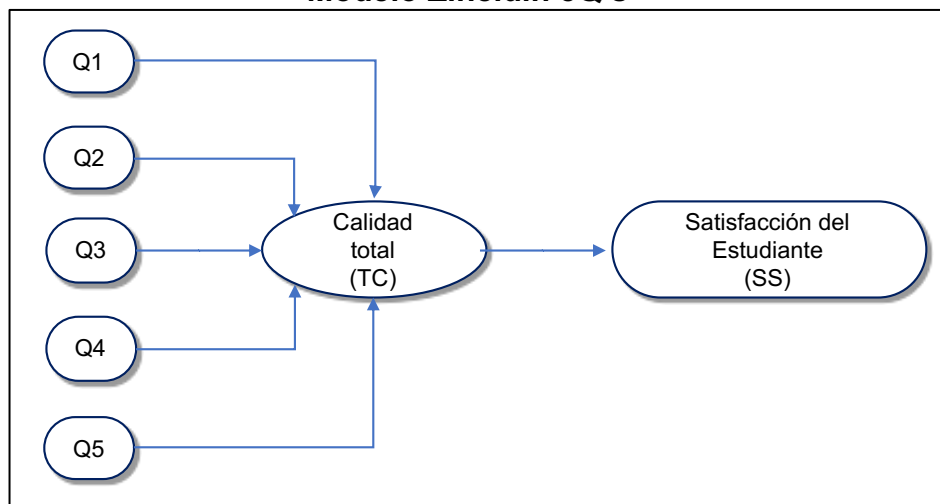 Q1
Q2
Q3
Q4
Q5
Calidad
total
(TC)
Satisfacción del
Estudiante
(SS)